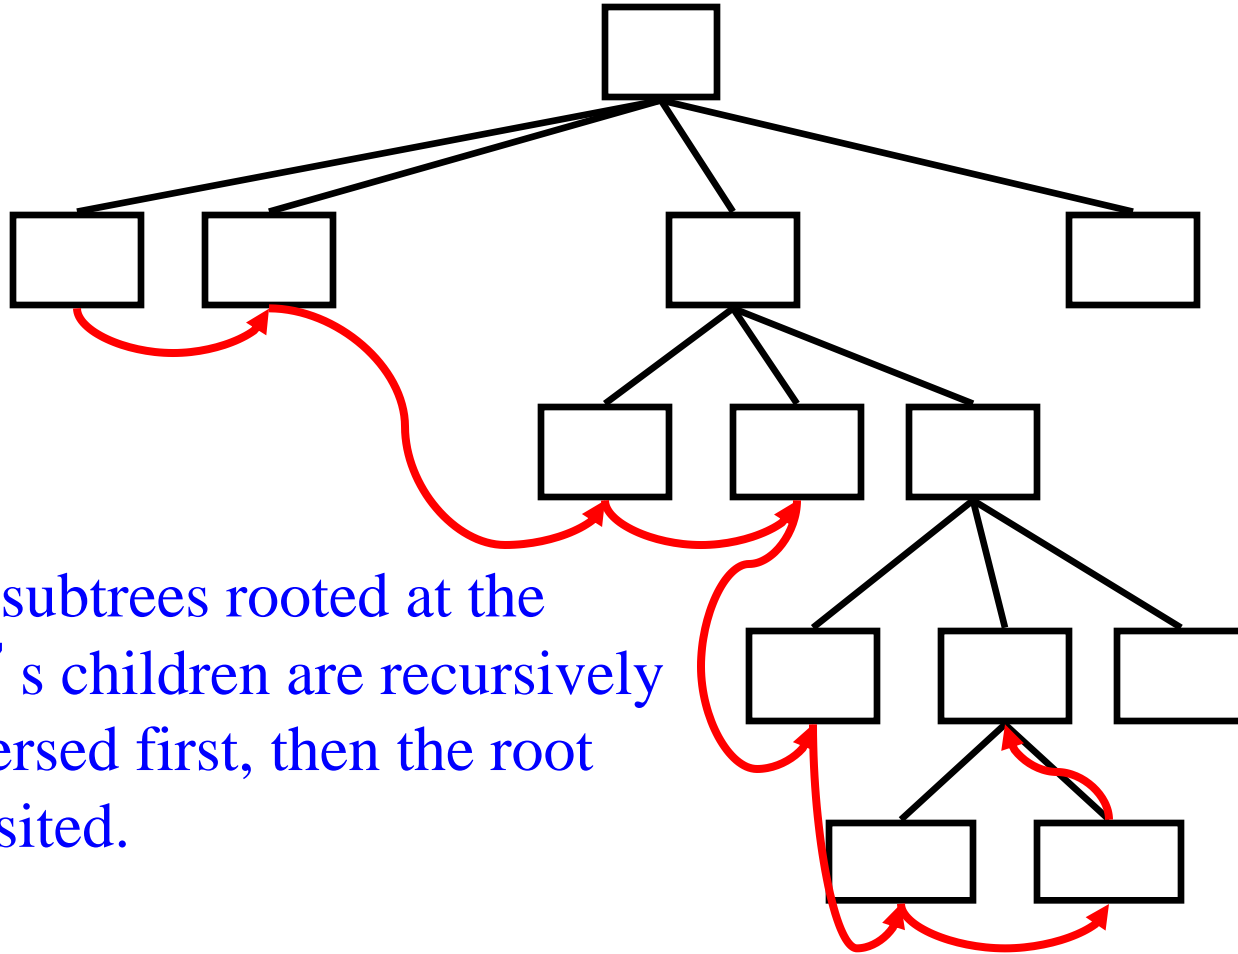 subtrees rooted at the
’s children are recursively
ersed first, then the root
sited.